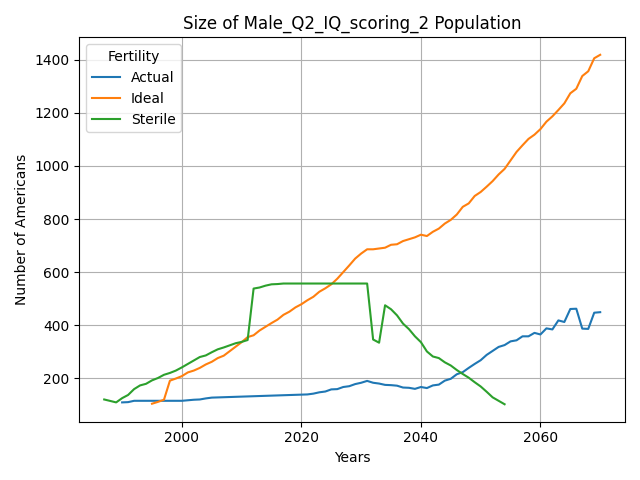 Size of Male_Q2_IQ_scoring_2 Population
Fertility
Actual
Ideal
Sterile
Number of Americans
1400
1200
1000
800
600
400
200
2000
2020
2040
2060
Years